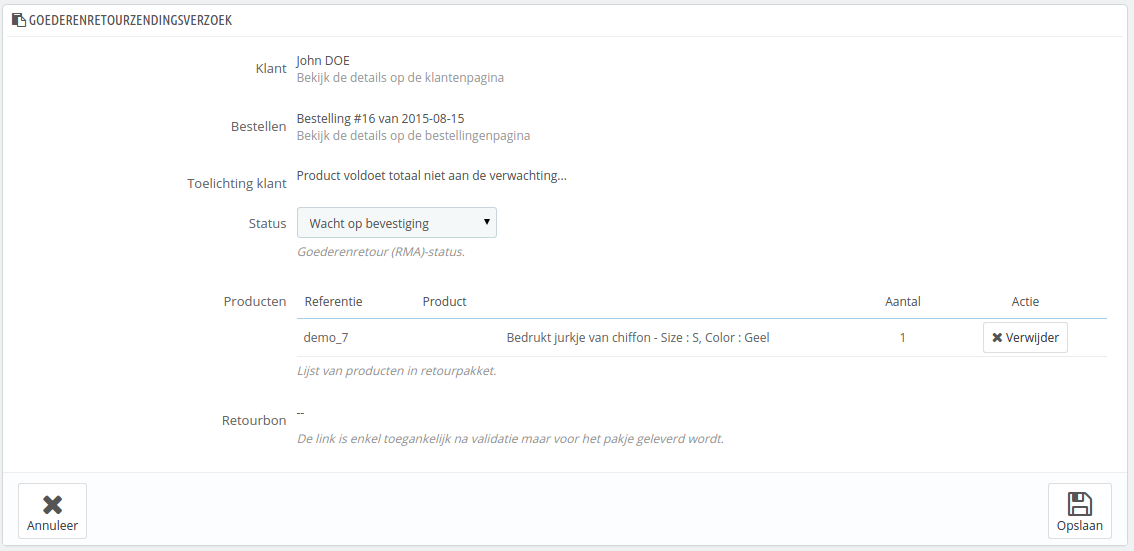 GOEDERENRETOURZENDINGSVERZOEK
Klant
John DOE
Bekijk de details op de klantenpagina
Bestellen
Bestelling #16 van 2015-08-15
Bekijk de details op de bestellingenpagina
Toelichting klant
Product voldoet totaal niet aan de verwachting...
Status
Wacht op bevestiging
Goederenretour (RMA)-status.
Producten
Referentie Product Aantal Actie
demo_7 Bedrukt jurkje van chiffon - Size : S, Color : Geel 1 Verwijder
Lijst van producten in retourpakket.
Retourbon
--
De link is enkel toegankelijk na validatie maar voor het pakje geleverd wordt.
Annuleer Opslaan